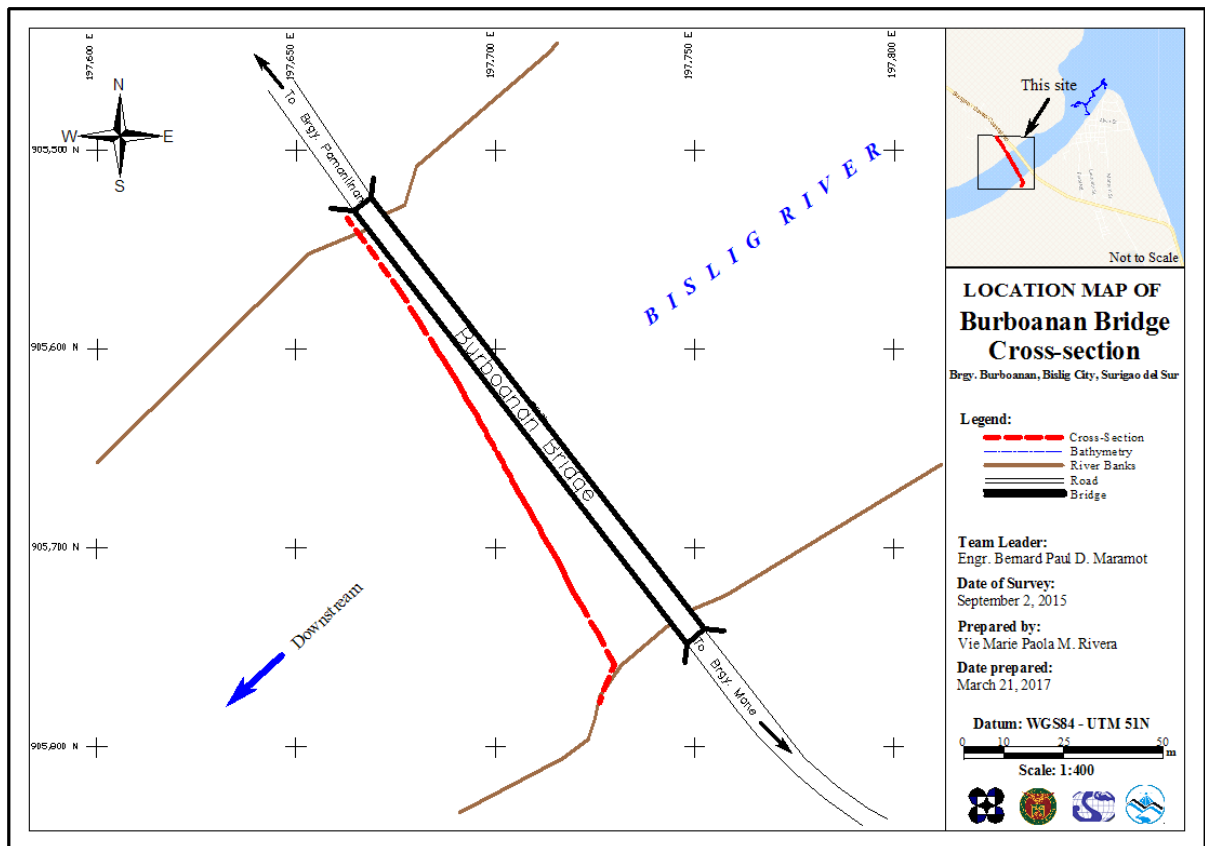 197,600 E
197,650 E
197,700 E
197,750 E
197,800 E
N
W E
S
905,500 N
905,600 N
905,700 N
905,800 N
To Brgy. Pamanlinan
BISLIG RIVER
Burboanan Bridge
Downstream
To Brgy. Mone
This site
Not to Scale
LOCATION MAP OF
Burboanan Bridge
Cross-section
Brgy. Burboanan, Bislig City, Surigao del Sur
Legend:
Cross-Section
Bathymetry
River Banks
Road
Bridge
Team Leader:
Engr. Bernard Paul D. Maramot
Date of Survey:
September 2, 2015
Prepared by:
Vie Marie Paola M. Rivera
Date prepared:
March 21, 2017
Datum: WGS84 - UTM 51N
0 10 25 50
m
Scale: 1:400